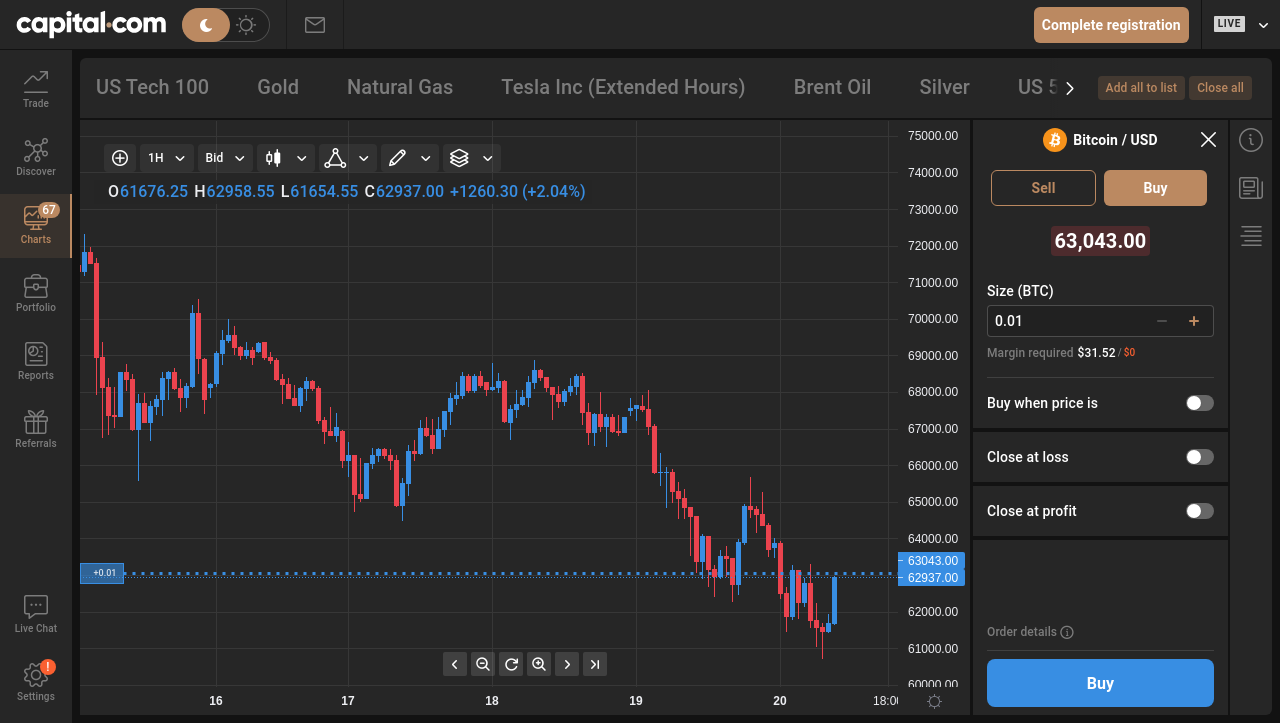 capital.com
Complete registration
LIVE
Trade
Discover
67
Charts
Portfolio
Reports
Referrals
Live Chat
!
Settings
US Tech 100
Gold
Natural Gas
Tesla Inc (Extended Hours)
Brent Oil
Silver
US 5
Add all to list
Close all
1H
Bid
O61676.25 H62958.55 L61654.55 C62937.00 +1260.30 (+2.04%)
75000.00
74000.00
73000.00
72000.00
71000.00
70000.00
69000.00
68000.00
67000.00
66000.00
65000.00
64000.00
63043.00
62937.00
62000.00
61000.00
60000.00
+0.01
16
17
18
19
20
18:00
Bitcoin / USD
Sell
Buy
63,043.00
Size (BTC)
0.01
Margin required $31.52 / $0
Buy when price is
Close at loss
Close at profit
Order details
Buy